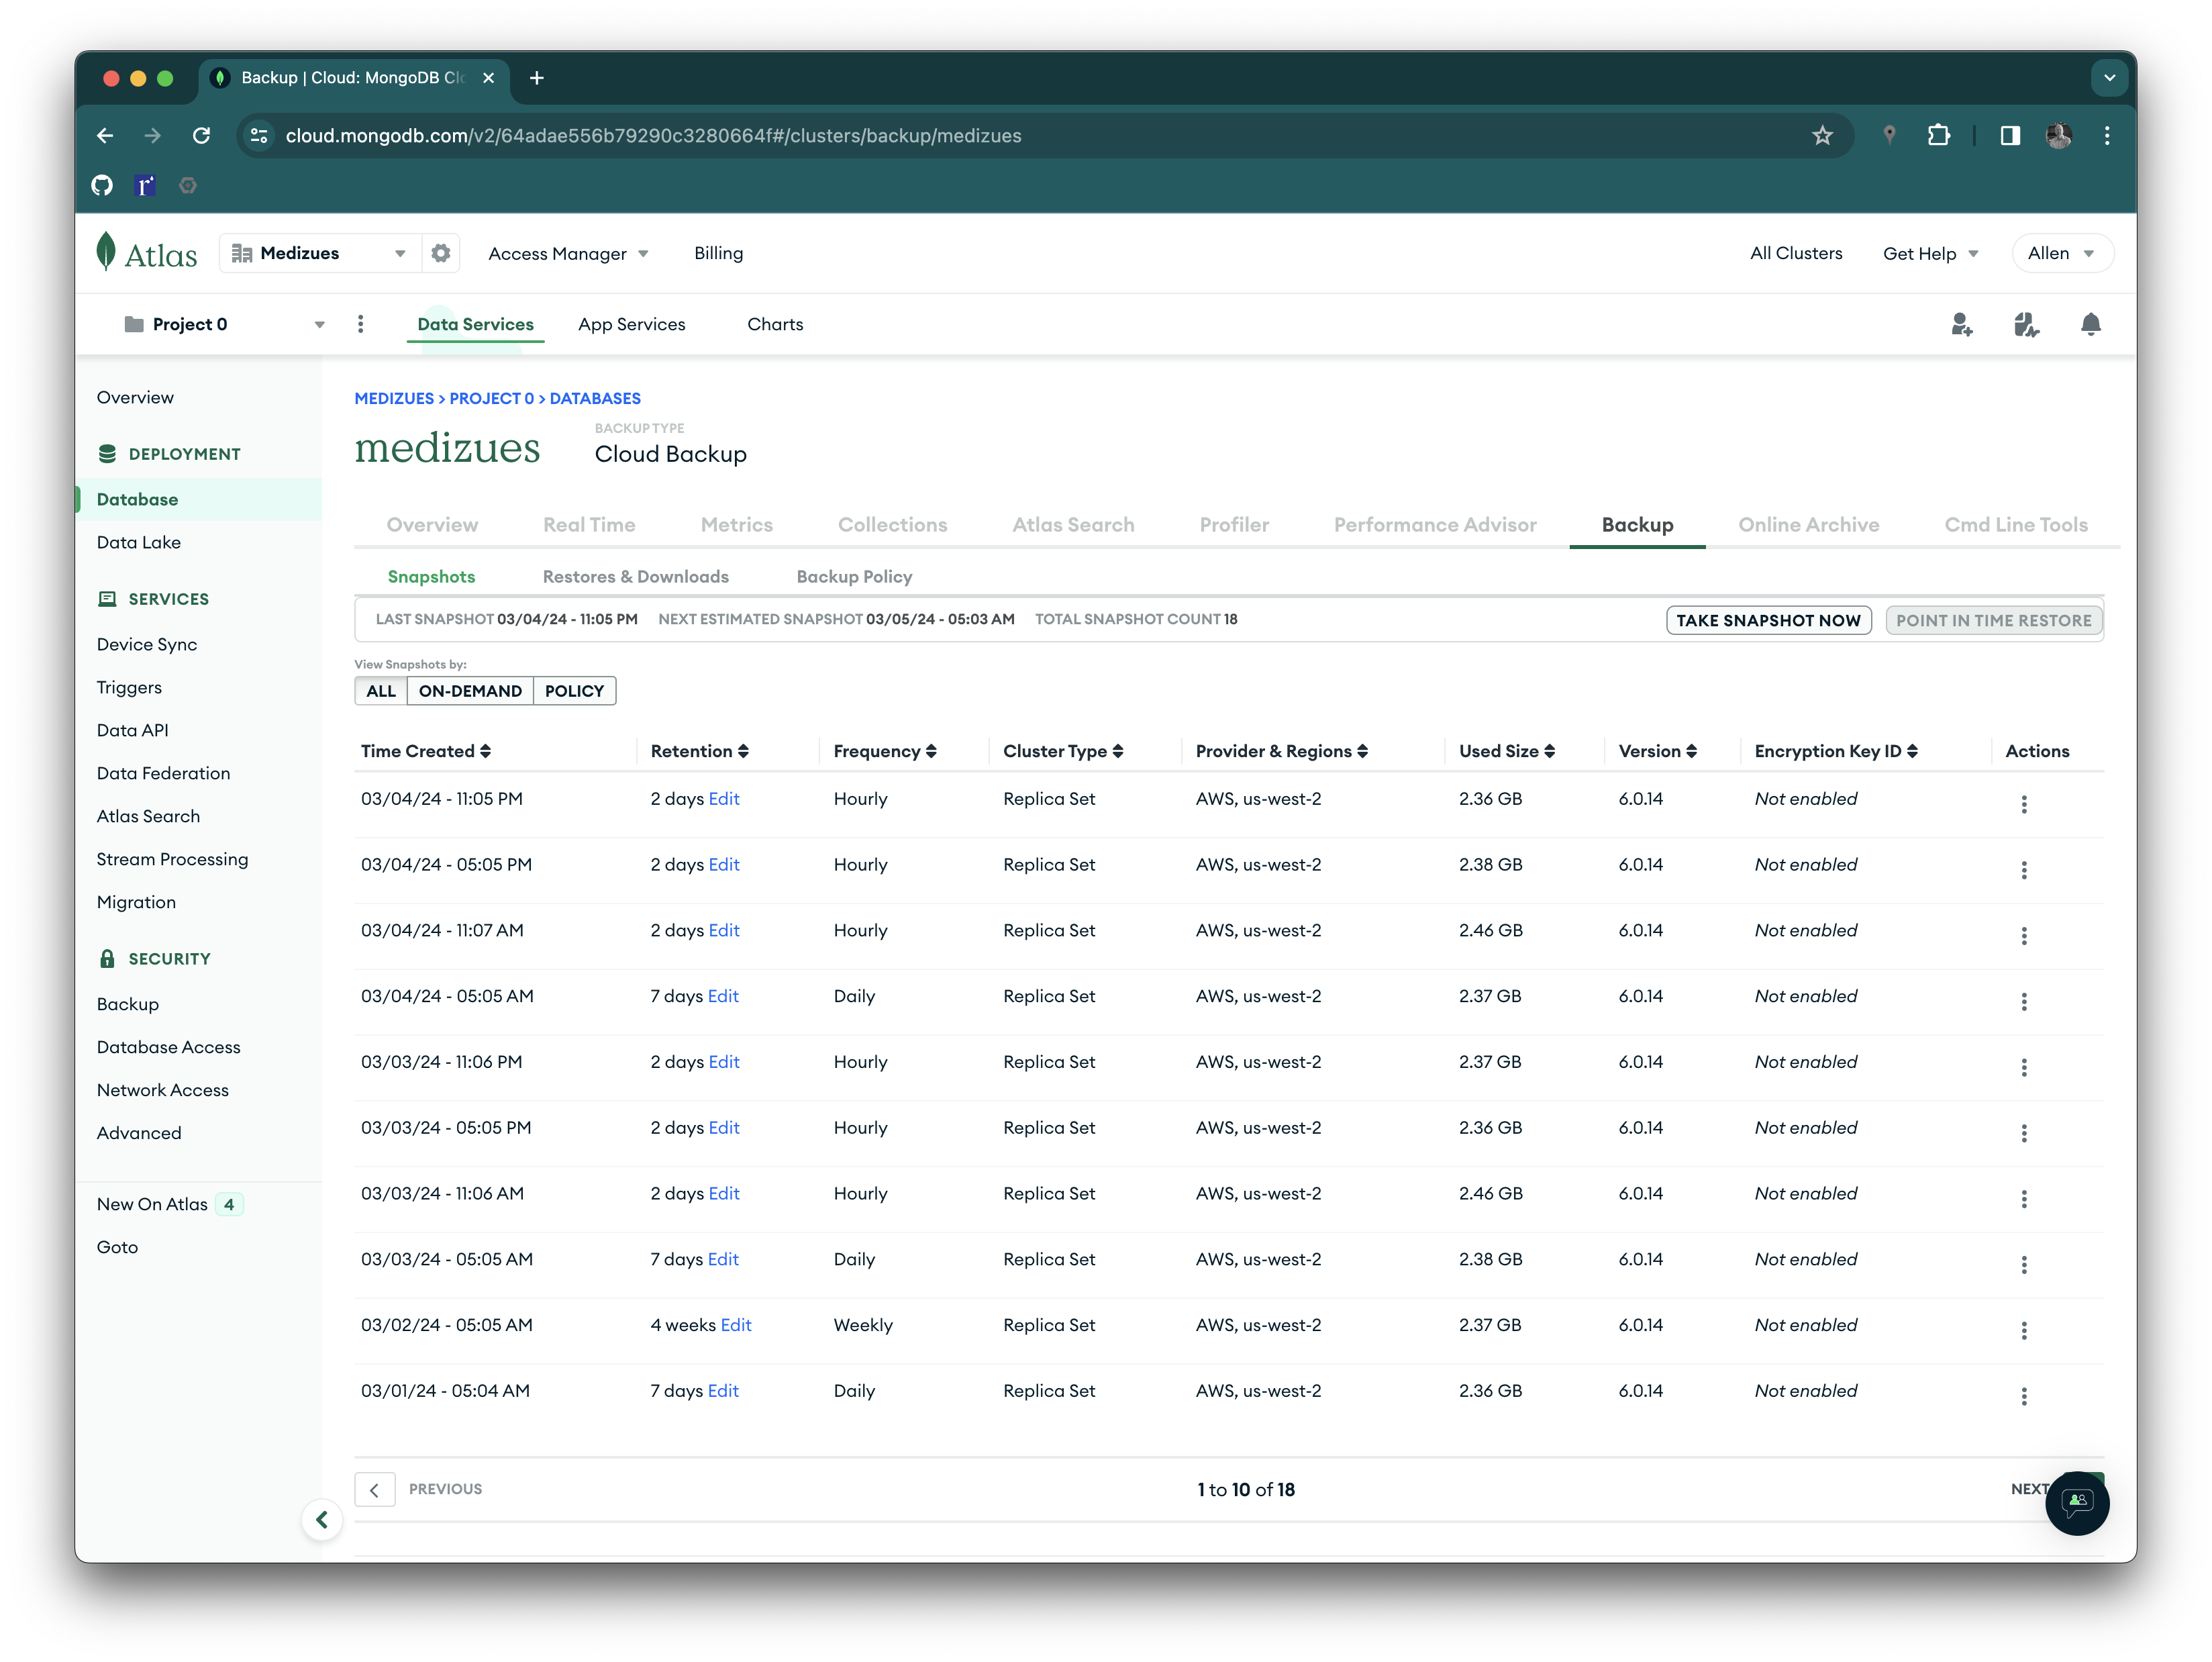 Backup | Cloud: MongoDB Clo
cloud.mongodb.com/v2/64adae556b79290c3280664f#/clusters/backup/medizues
Atlas Medizues Access Manager Billing All Clusters Get Help Allen
Project 0 Data Services App Services Charts
Overview
DEPLOYMENT
Database
Data Lake
SERVICES
Device Sync
Triggers
Data API
Data Federation
Atlas Search
Stream Processing
Migration
SECURITY
Backup
Database Access
Network Access
Advanced
New On Atlas 4
Goto
MEDIZUES > PROJECT 0 > DATABASES
medizues
BACKUP TYPE
Cloud Backup
Overview Real Time Metrics Collections Atlas Search Profiler Performance Advisor Backup Online Archive Cmd Line Tools
Snapshots Restores & Downloads Backup Policy
LAST SNAPSHOT 03/04/24 - 11:05 PM NEXT ESTIMATED SNAPSHOT 03/05/24 - 05:03 AM TOTAL SNAPSHOT COUNT 18 TAKE SNAPSHOT NOW POINT IN TIME RESTORE
View Snapshots by:
ALL ON-DEMAND POLICY
Time Created Retention Frequency Cluster Type Provider & Regions Used Size Version Encryption Key ID Actions
03/04/24 - 11:05 PM 2 days Edit Hourly Replica Set AWS, us-west-2 2.36 GB 6.0.14 Not enabled
03/04/24 - 05:05 PM 2 days Edit Hourly Replica Set AWS, us-west-2 2.38 GB 6.0.14 Not enabled
03/04/24 - 11:07 AM 2 days Edit Hourly Replica Set AWS, us-west-2 2.46 GB 6.0.14 Not enabled
03/04/24 - 05:05 AM 7 days Edit Daily Replica Set AWS, us-west-2 2.37 GB 6.0.14 Not enabled
03/03/24 - 11:06 PM 2 days Edit Hourly Replica Set AWS, us-west-2 2.37 GB 6.0.14 Not enabled
03/03/24 - 05:05 PM 2 days Edit Hourly Replica Set AWS, us-west-2 2.36 GB 6.0.14 Not enabled
03/03/24 - 11:06 AM 2 days Edit Hourly Replica Set AWS, us-west-2 2.46 GB 6.0.14 Not enabled
03/03/24 - 05:05 AM 7 days Edit Daily Replica Set AWS, us-west-2 2.38 GB 6.0.14 Not enabled
03/02/24 - 05:05 AM 4 weeks Edit Weekly Replica Set AWS, us-west-2 2.37 GB 6.0.14 Not enabled
03/01/24 - 05:04 AM 7 days Edit Daily Replica Set AWS, us-west-2 2.36 GB 6.0.14 Not enabled
PREVIOUS 1 to 10 of 18 NEXT